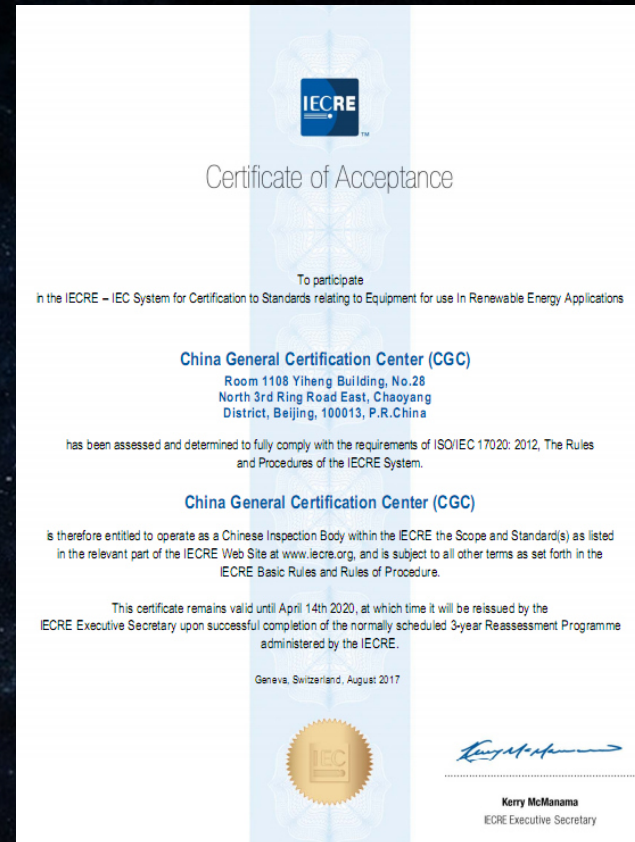 IECRE
TM
Certificate of Acceptance
To participate
in the IECRE – IEC System for Certification to Standards relating to Equipment for use In Renewable Energy Applications
China General Certification Center (CGC)
Room 1108 Yiheng Building, No.28
North 3rd Ring Road East, Chaoyang
District, Beijing, 100013, P.R.China
has been assessed and determined to fully comply with the requirements of ISO/IEC 17020: 2012, The Rules
and Procedures of the IECRE System.
China General Certification Center (CGC)
is therefore entitled to operate as a Chinese Inspection Body within the IECRE the Scope and Standard(s) as listed
in the relevant part of the IECRE Web Site at www.iecre.org, and is subject to all other terms as set forth in the
IECRE Basic Rules and Rules of Procedure.
This certificate remains valid until April 14th 2020, at which time it will be reissued by the
IECRE Executive Secretary upon successful completion of the normally scheduled 3-year Reassessment Programme
administered by the IECRE.
Geneva, Switzerland, August 2017
IEC
Kerry McManama
IECRE Executive Secretary